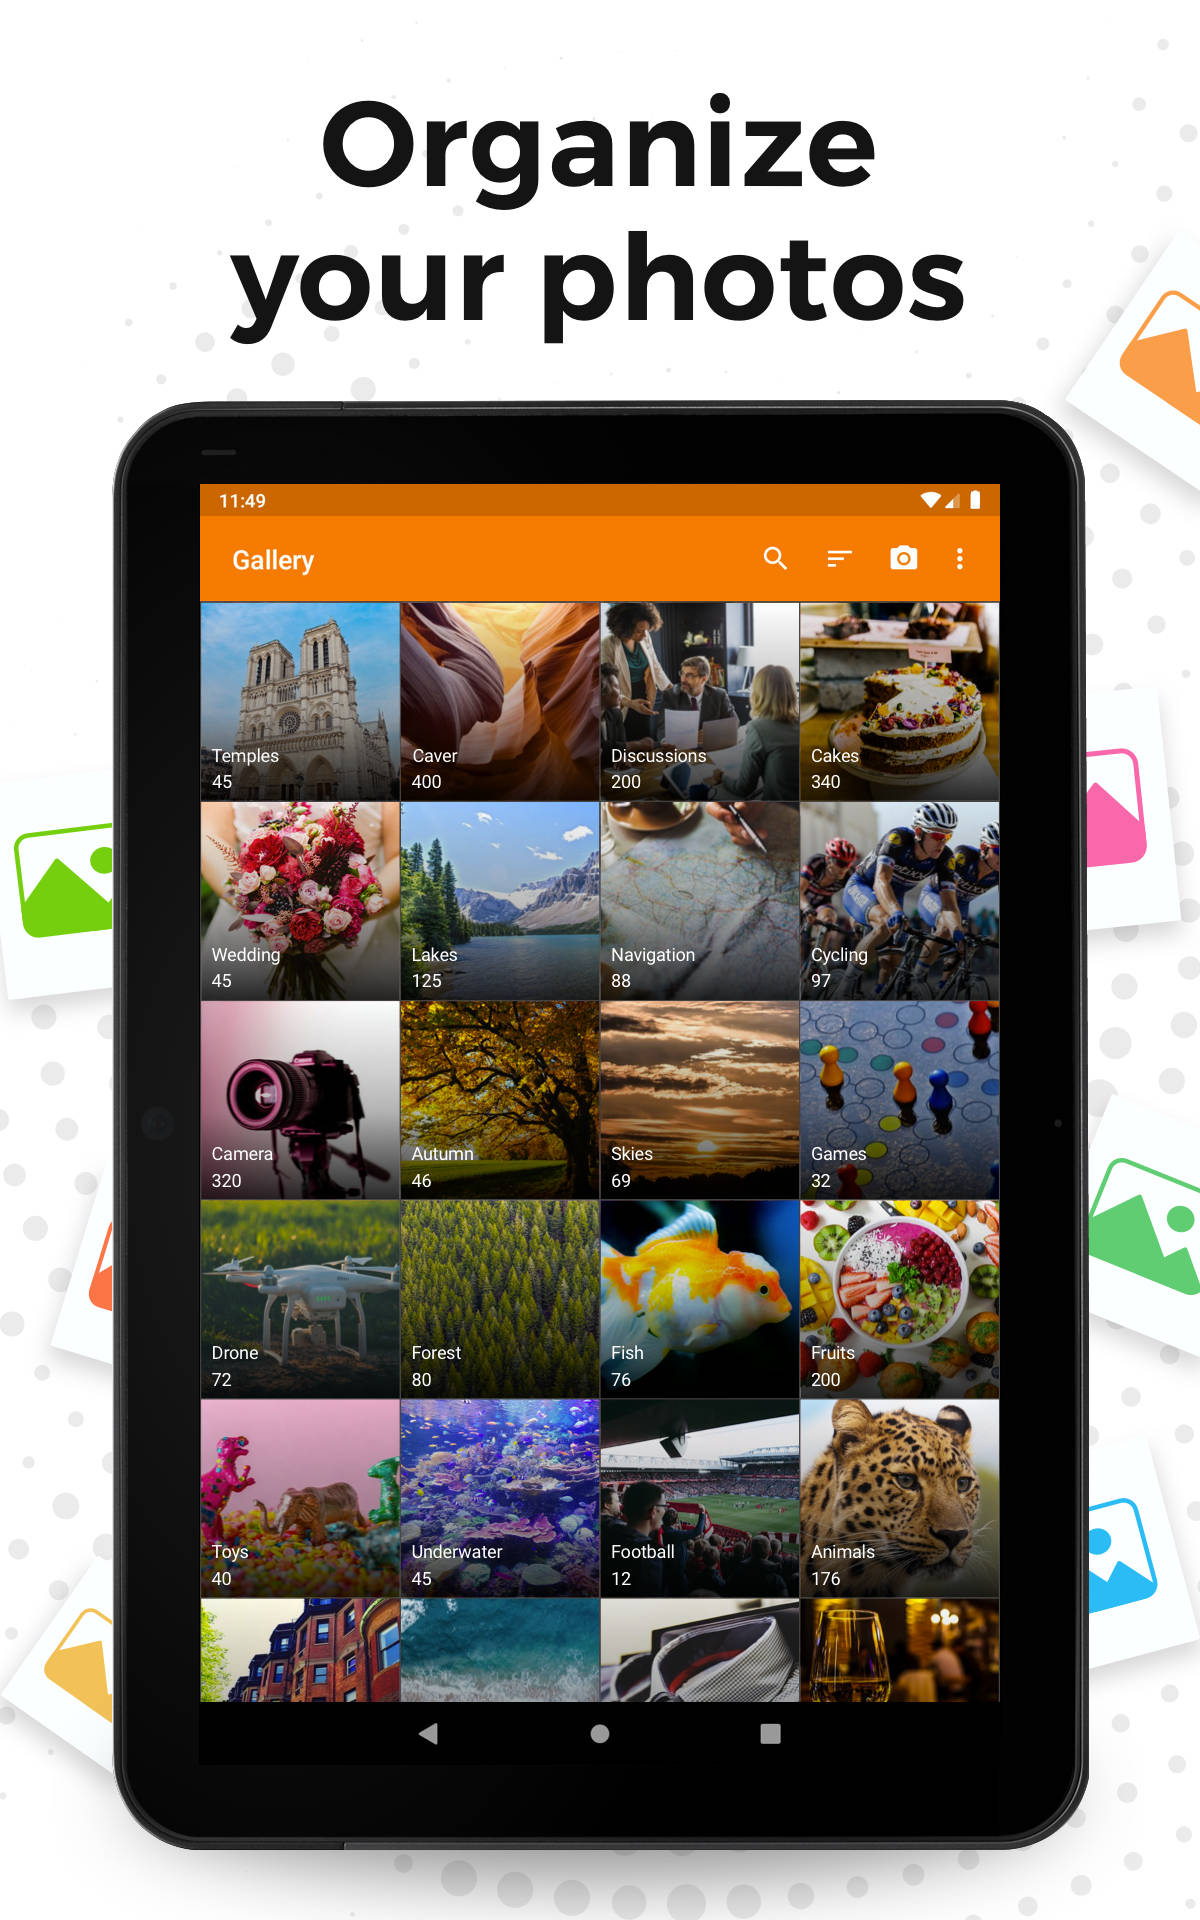 Organize
your photos
11:49
Gallery
Temples
45
Caver
400
Discussions
200
Cakes
340
Wedding
45
Lakes
125
Navigation
88
Cycling
97
Camera
320
Autumn
46
Skies
69
Games
32
Drone
72
Forest
80
Fish
76
Fruits
200
Toys
40
Underwater
45
Football
12
Animals
176